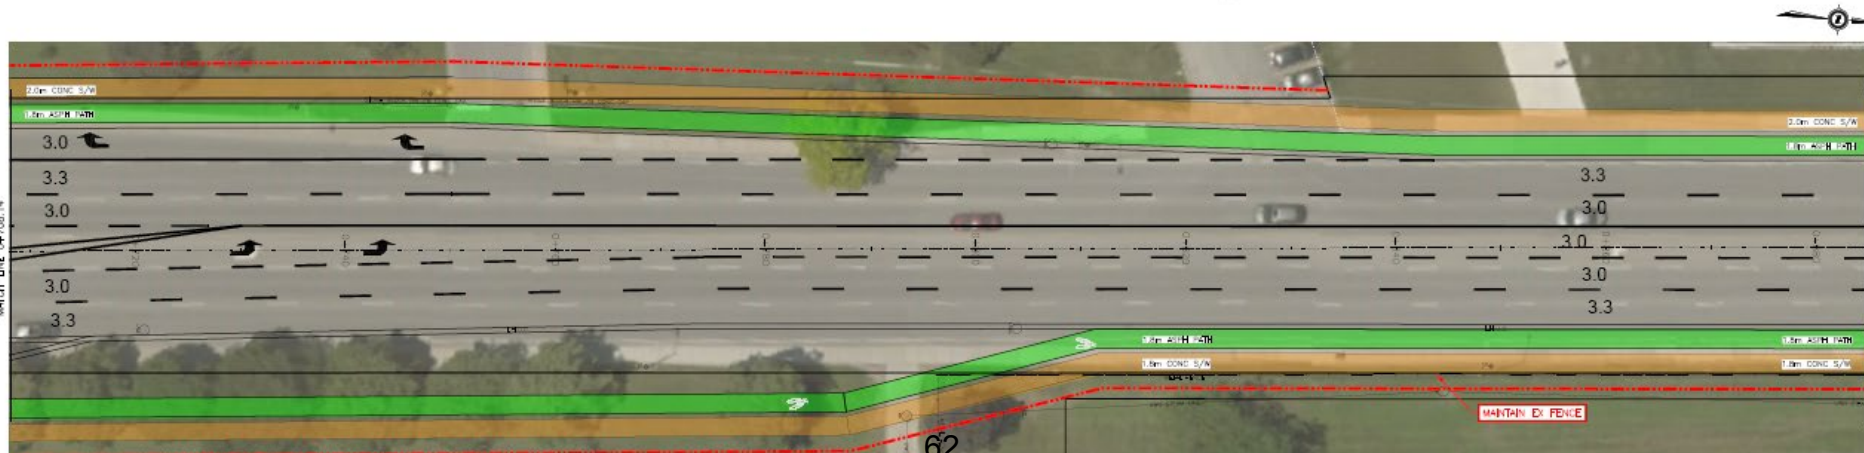 2.0m CONC S/W
1.8m ASPH PATH
3.0
3.3
3.0
3.0
3.3
2.0m CONC S/W
1.8m ASPH PATH
3.3
3.0
3.0
3.0
3.3
1.8m ASPH PATH
1.8m ASPH PATH
1.8m CONC S/W
1.8m CONC S/W
MAINTAIN EX FENCE
62